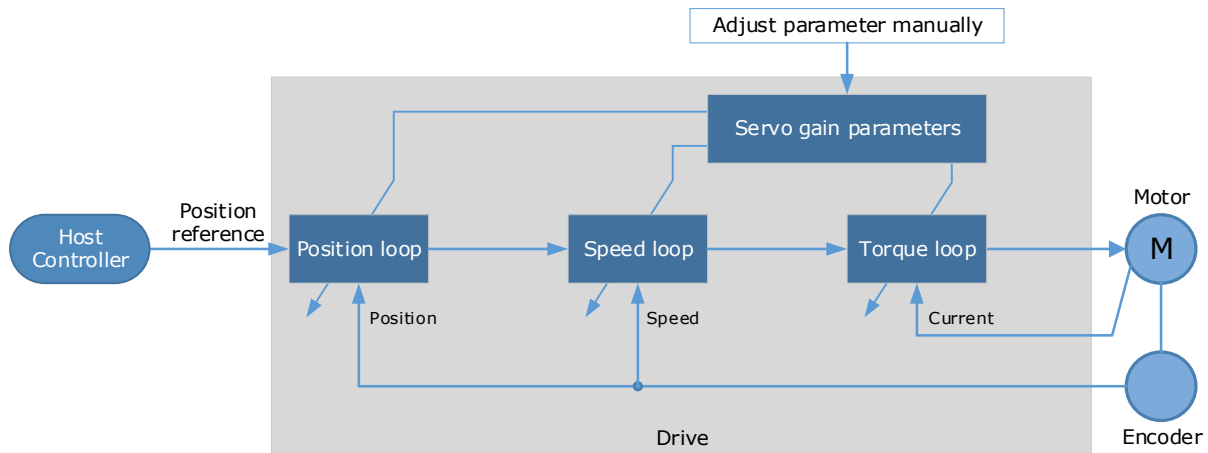 Adjust parameter manually
Servo gain parameters
Motor
Position
reference
Host
Controller
Position loop
Speed loop
Torque loop
M
Position
Speed
Current
Drive
Encoder